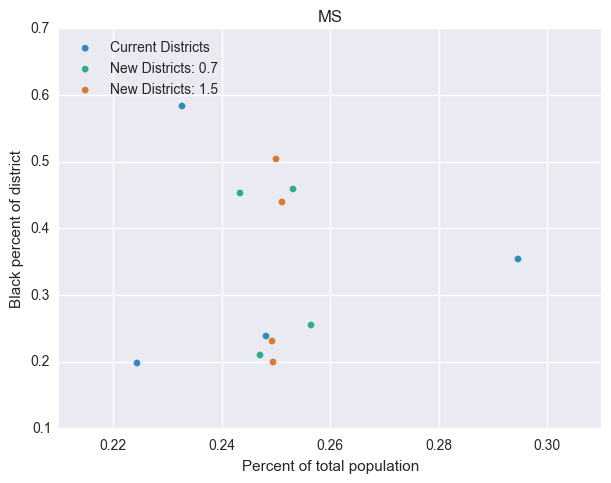 MS
Current Districts
New Districts: 0.7
New Districts: 1.5
0.7
0.6
0.5
0.4
0.3
0.2
0.1
Black percent of district
0.22 0.24 0.26 0.28 0.30
Percent of total population